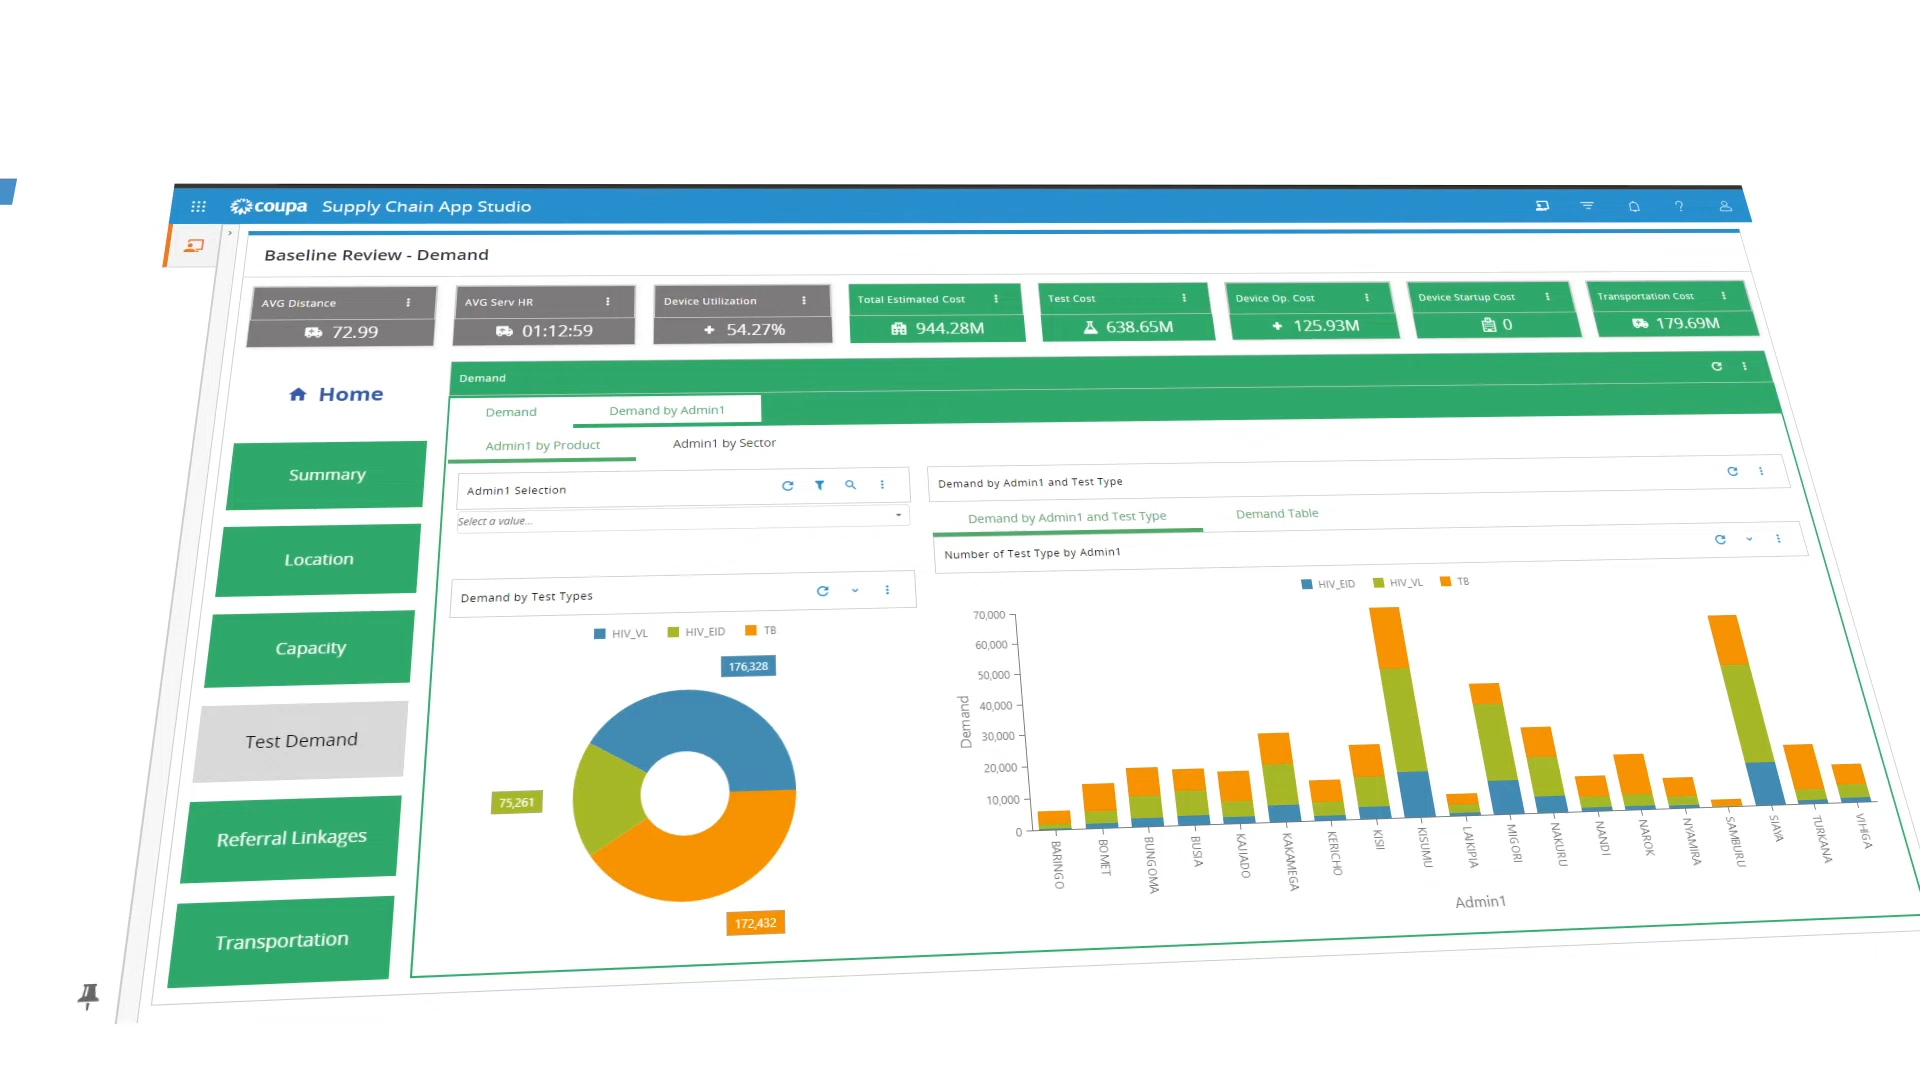 coupa Supply Chain App Studio
Baseline Review - Demand
AVG Distance
72.99
AVG Serv HR
01:12:59
Device Utilization
54.27%
Total Estimated Cost
944.28M
Test Cost
638.65M
Device Op. Cost
125.93M
Device Startup Cost
0
Transportation Cost
179.69M
Home
Summary
Location
Capacity
Test Demand
Referral Linkages
Transportation
Demand
Demand Demand by Admin1
Admin1 by Product Admin1 by Sector
Admin1 Selection
Select a value...
Demand by Test Types
HIV_VL HIV_EID TB
176,328
75,261
172,432
Demand by Admin1 and Test Type
Demand by Admin1 and Test Type Demand Table
Number of Test Type by Admin1
HIV_EID HIV_VL TB
Demand
70,000
60,000
50,000
40,000
30,000
20,000
10,000
0
BARINGO
BOMET
BUNGOMA
BUSIA
KAJIADO
KAKAMEGA
KERICHO
KISII
KISUMU
LAIKIPIA
MIGORI
NAKURU
NANDI
NAROK
NYAMIRA
SAMBURU
SIAYA
TURKANA
VIHIGA
Admin1